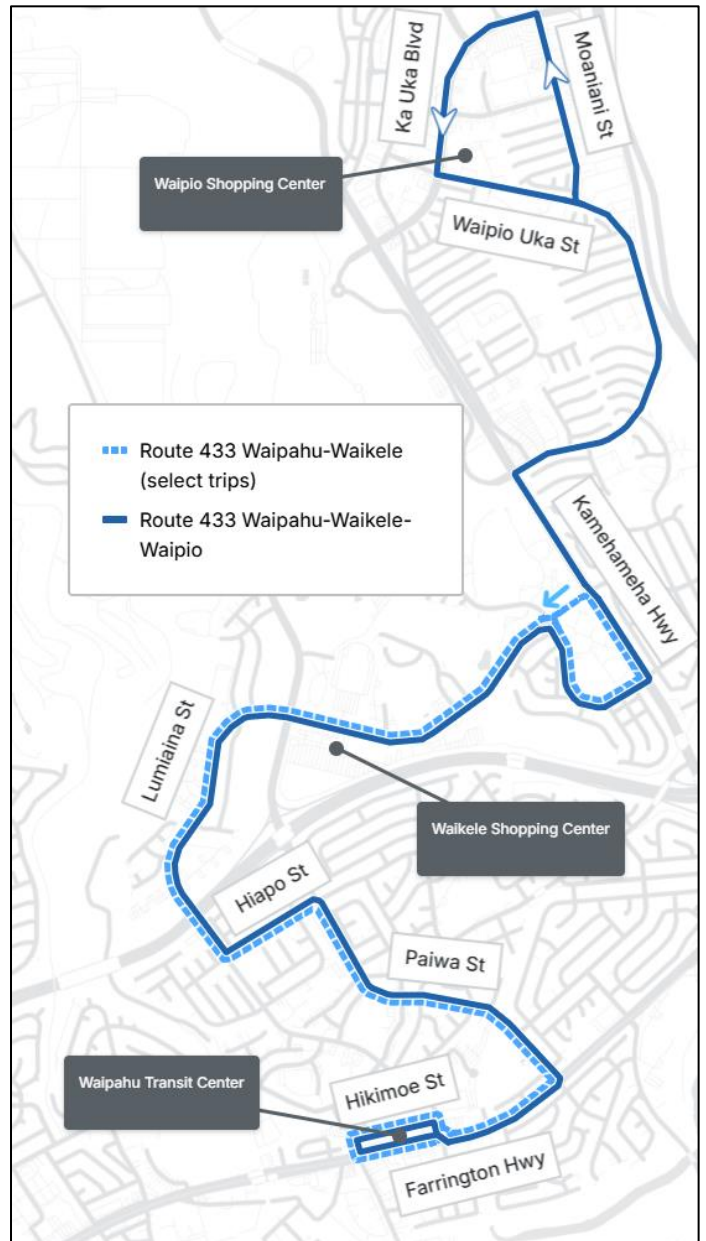 Ka Uka Blvd
Moaniani St
Waipio Shopping Center
Waipio Uka St
Route 433 Waipahu-Waikele
(select trips)
Route 433 Waipahu-Waikele-
Waipio
Kamehameha Hwy
Lumiaina St
Waikele Shopping Center
Hiapo St
Paiwa St
Waipahu Transit Center
Hikimoe St
Farrington Hwy